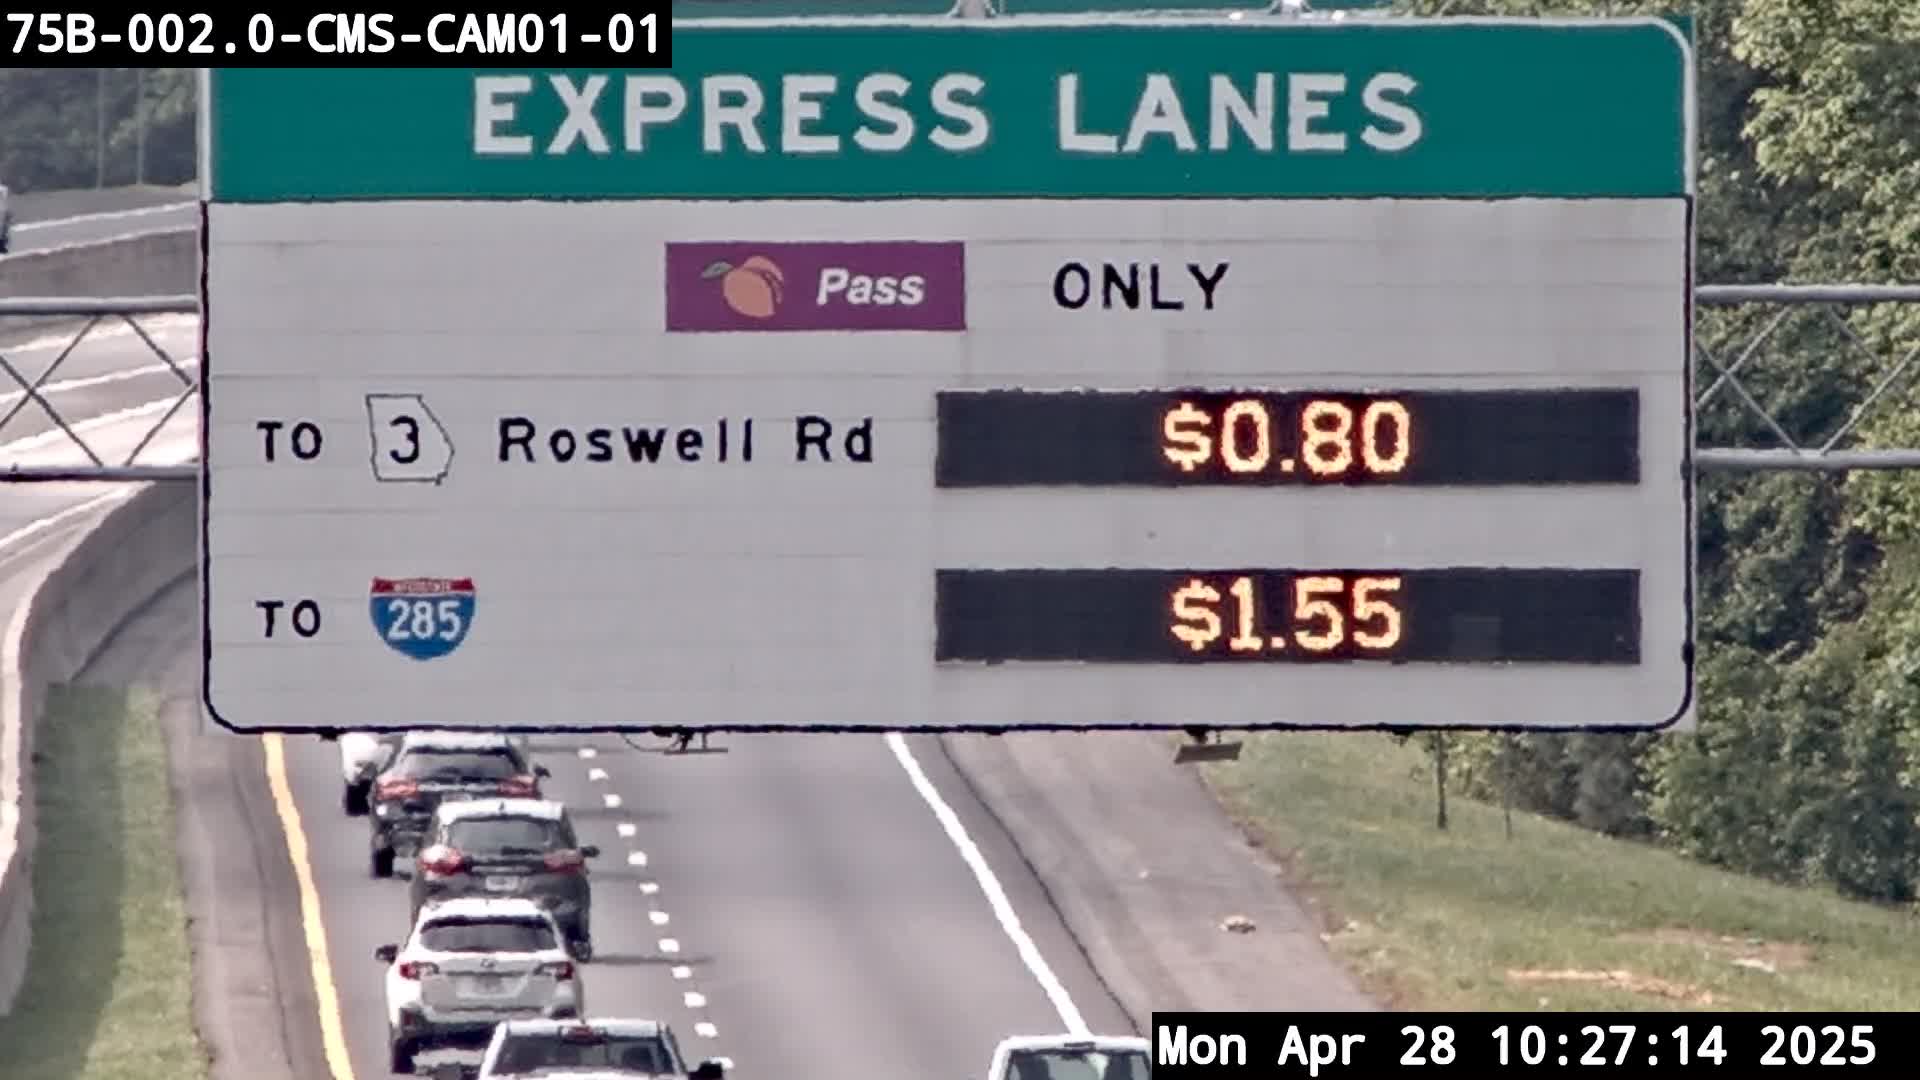 75B-002.0-CMS-CAM01-01
EXPRESS LANES
Pass ONLY
TO 3 Roswell Rd $0.80
TO INTERSTATE 285 $1.55
Mon Apr 28 10:27:14 2025